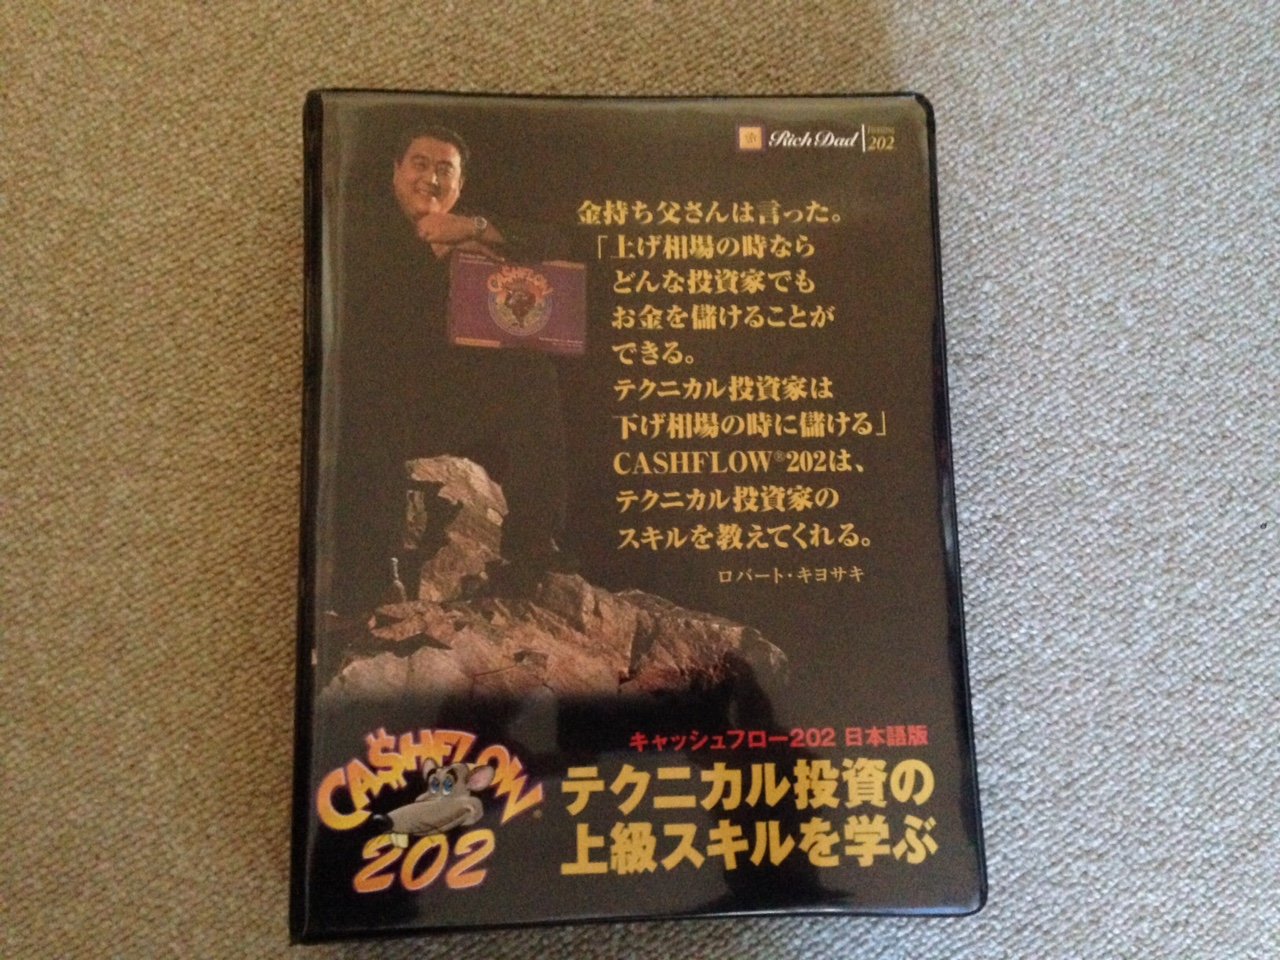 Rich Dad
202
金持ち父さんは言った。
「上げ相場の時なら
どんな投資家でも
お金を儲けることが
できる。
テクニカル投資家は
下げ相場の時に儲ける」
CASHFLOW®202は、
テクニカル投資家の
スキルを教えてくれる。
ロバート・キヨサキ
CASHFLOW
キャッシュフロー202 日本語版
テクニカル投資の
上級スキルを学ぶ
CA$HFLOW
202